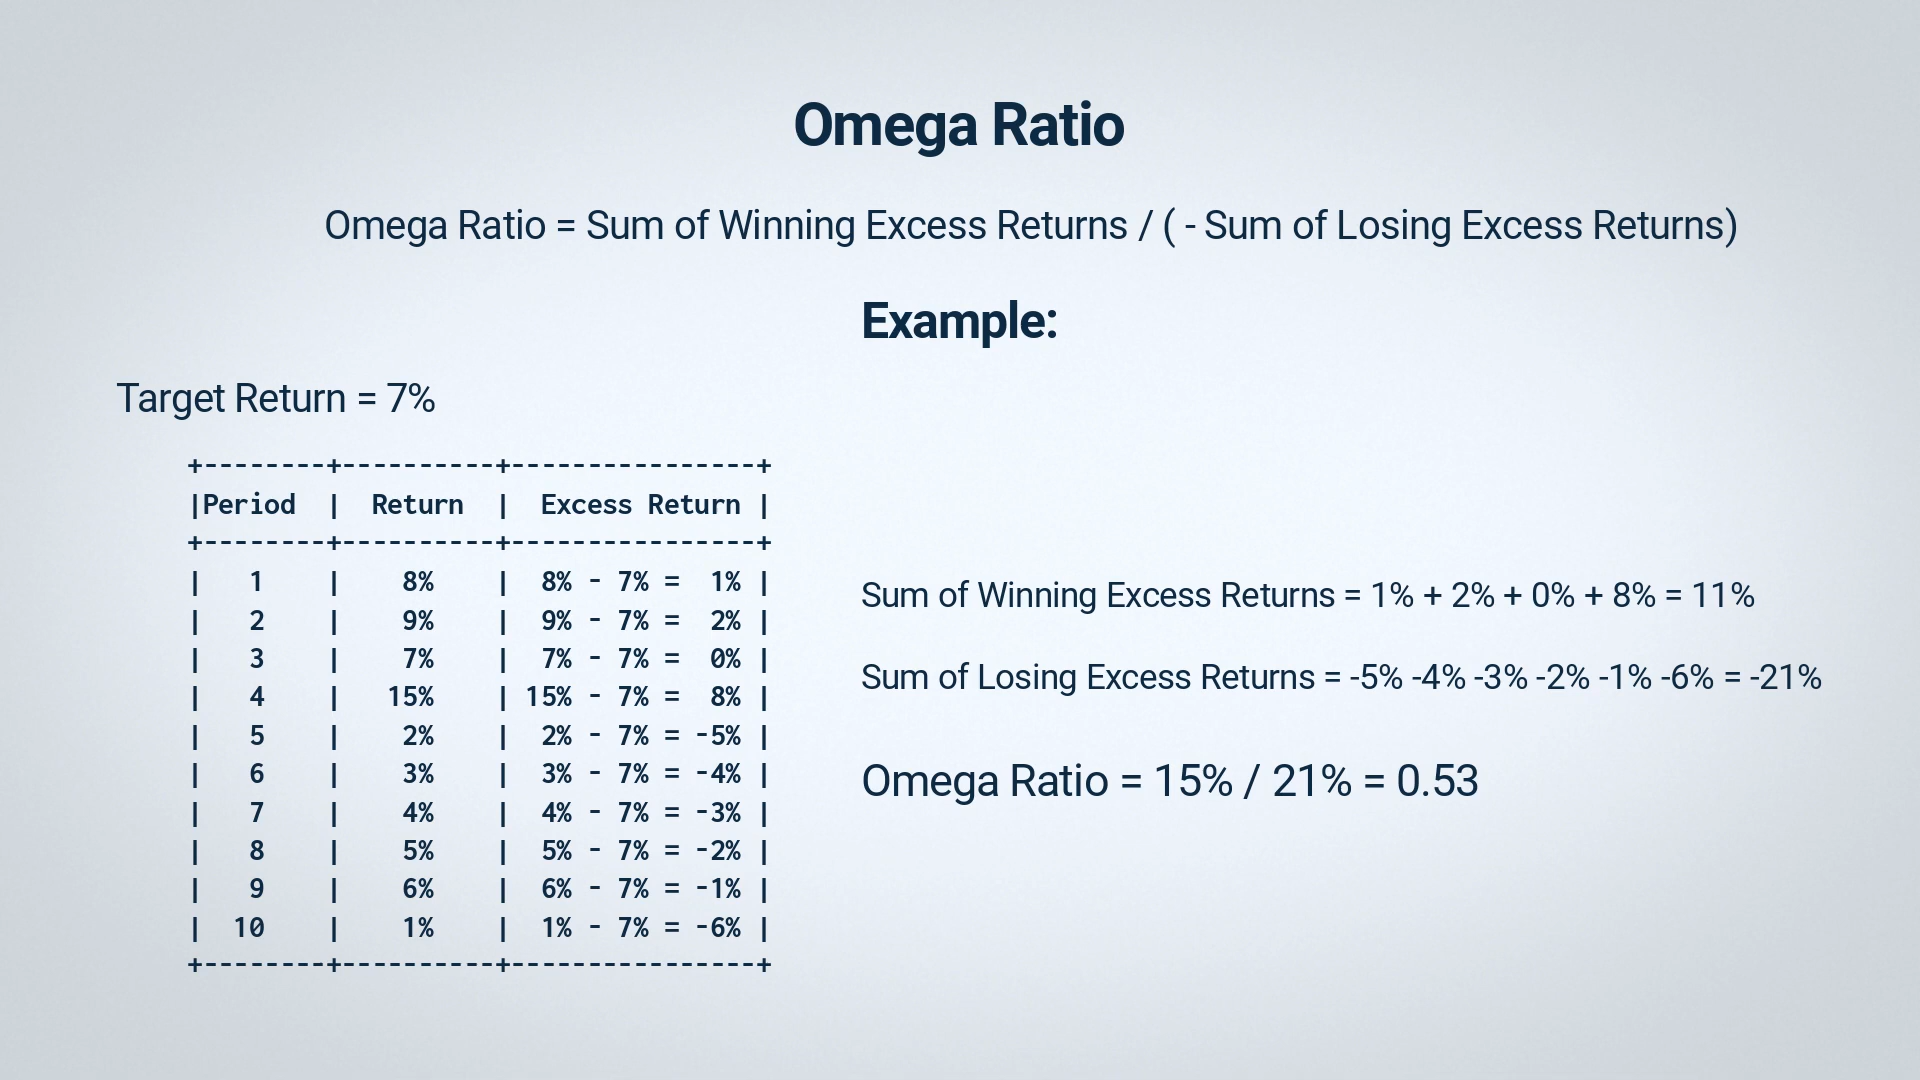 Omega Ratio
Omega Ratio = Sum of Winning Excess Returns / ( - Sum of Losing Excess Returns)
Example:
Target Return = 7%
+--------+----------+----------------+
|Period  |  Return  |  Excess Return |
+--------+----------+----------------+
|   1    |    8%    |  8% - 7% =  1% |
|   2    |    9%    |  9% - 7% =  2% |
|   3    |    7%    |  7% - 7% =  0% |
|   4    |   15%    | 15% - 7% =  8% |
|   5    |    2%    |  2% - 7% = -5% |
|   6    |    3%    |  3% - 7% = -4% |
|   7    |    4%    |  4% - 7% = -3% |
|   8    |    5%    |  5% - 7% = -2% |
|   9    |    6%    |  6% - 7% = -1% |
|  10    |    1%    |  1% - 7% = -6% |
+--------+----------+----------------+
Sum of Winning Excess Returns = 1% + 2% + 0% + 8% = 11%
Sum of Losing Excess Returns = -5% -4% -3% -2% -1% -6% = -21%
Omega Ratio = 15% / 21% = 0.53